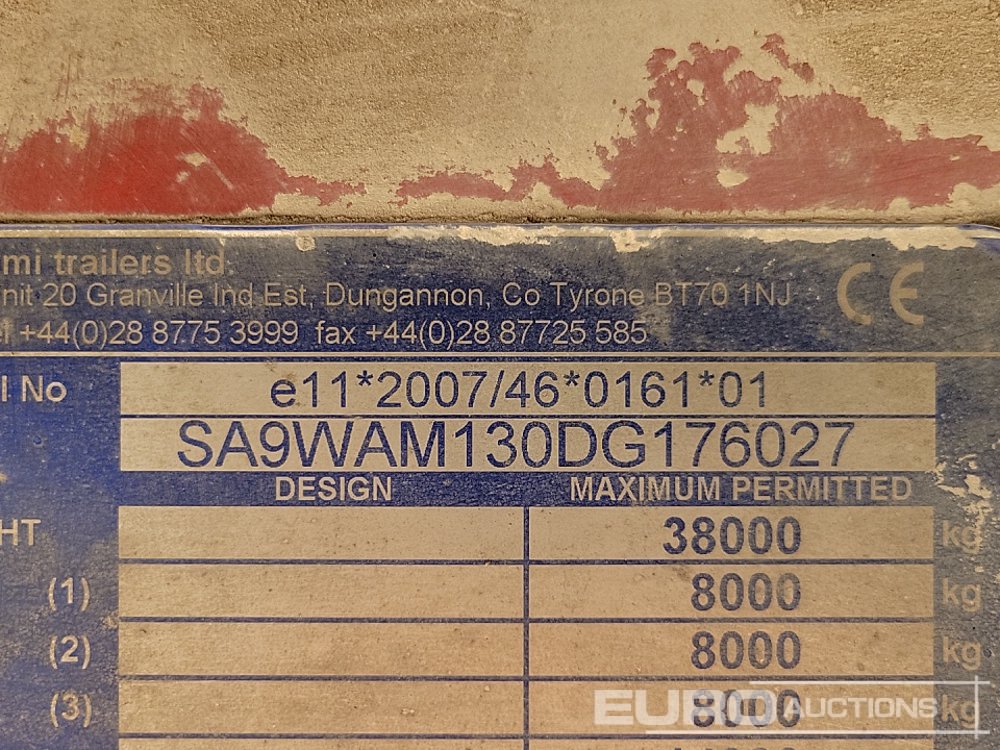 mi trailers ltd.
nit 20 Granville Ind Est, Dungannon, Co Tyrone BT70 1NJ
el +44(0)28 8775 3999 fax +44(0)28 87725 585
CE
l No e11*2007/46*0161*01
SA9WAM130DG176027
DESIGN MAXIMUM PERMITTED
HT 38000 kg
(1) 8000 kg
(2) 8000 kg
(3) 8000 kg
EURO AUCTIONS